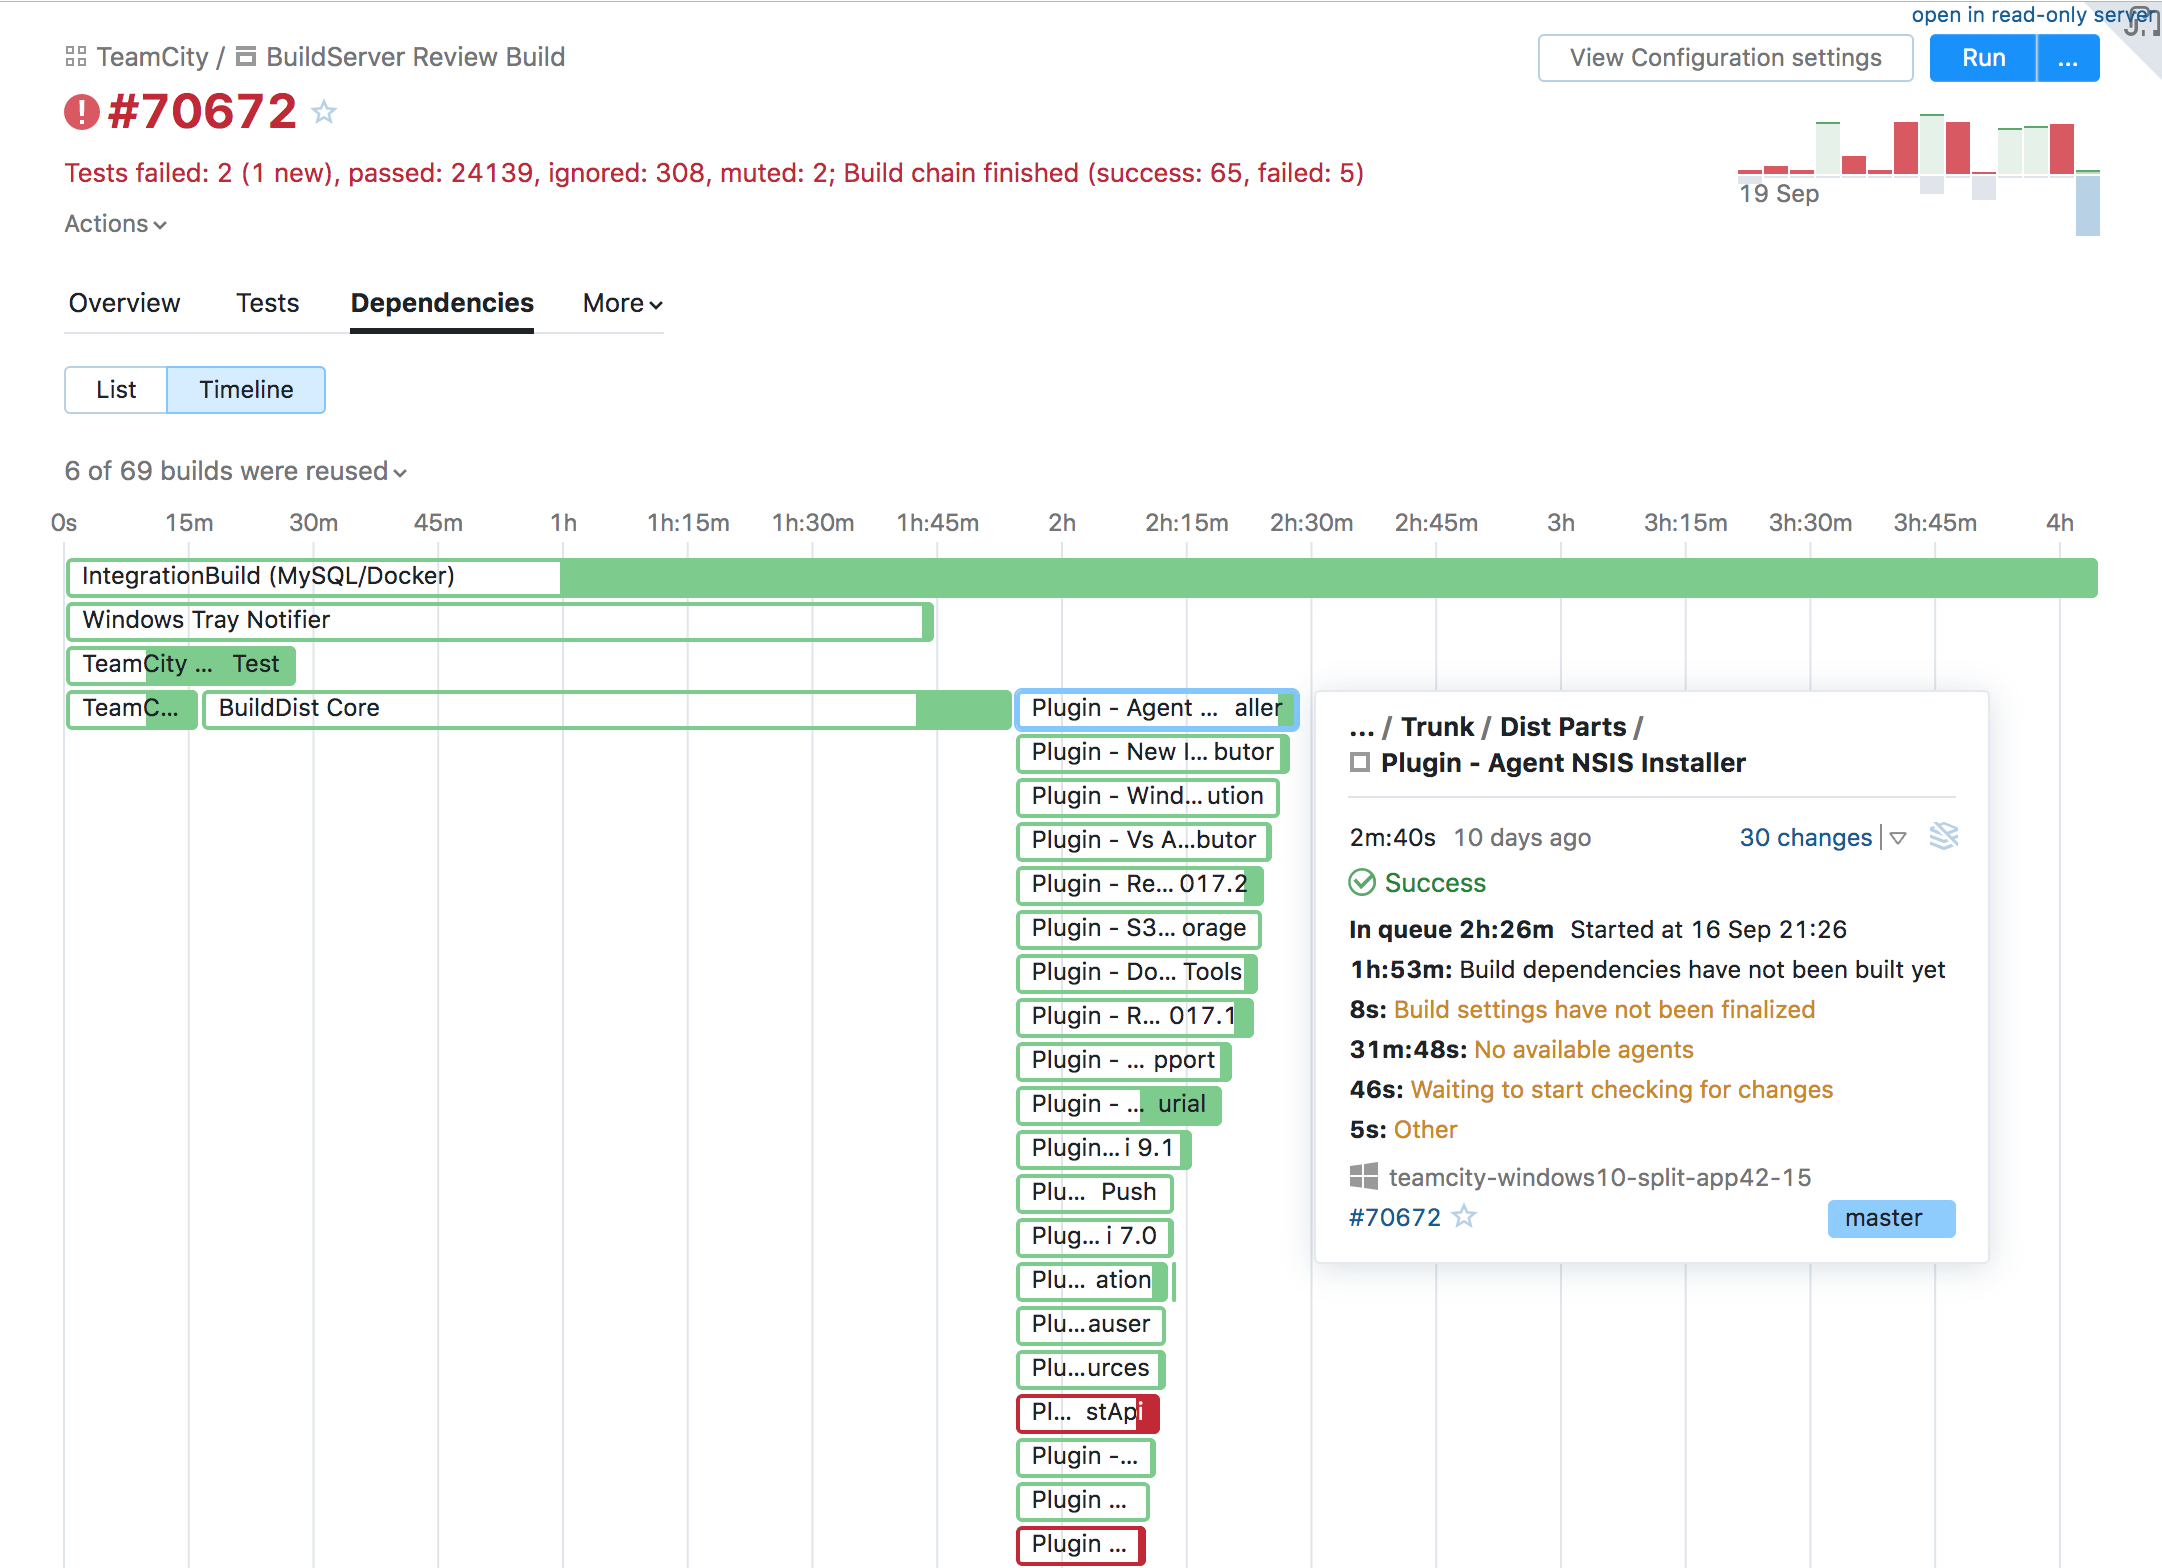 open in read-only server
TeamCity / BuildServer Review Build
View Configuration settings
Run
...
#70672
Tests failed: 2 (1 new), passed: 24139, ignored: 308, muted: 2; Build chain finished (success: 65, failed: 5)
19 Sep
Actions
Overview Tests Dependencies More
List Timeline
6 of 69 builds were reused
0s 15m 30m 45m 1h 1h:15m 1h:30m 1h:45m 2h 2h:15m 2h:30m 2h:45m 3h 3h:15m 3h:30m 3h:45m 4h
IntegrationBuild (MySQL/Docker)
Windows Tray Notifier
TeamCity ... Test
TeamC... BuildDist Core Plugin - Agent ... aller
Plugin - New I... butor
Plugin - Wind... ution
Plugin - Vs A...butor
Plugin - Re... 017.2
Plugin - S3... orage
Plugin - Do... Tools
Plugin - R... 017.1
Plugin - ... pport
Plugin - ... urial
Plugin... i 9.1
Plu... Push
Plug... i 7.0
Plu... ation
Plu...auser
Plu...urces
Pl... stApi
Plugin -...
Plugin ...
Plugin ...
... / Trunk / Dist Parts /
Plugin - Agent NSIS Installer
2m:40s 10 days ago 30 changes
Success
In queue 2h:26m Started at 16 Sep 21:26
1h:53m: Build dependencies have not been built yet
8s: Build settings have not been finalized
31m:48s: No available agents
46s: Waiting to start checking for changes
5s: Other
teamcity-windows10-split-app42-15
#70672 master